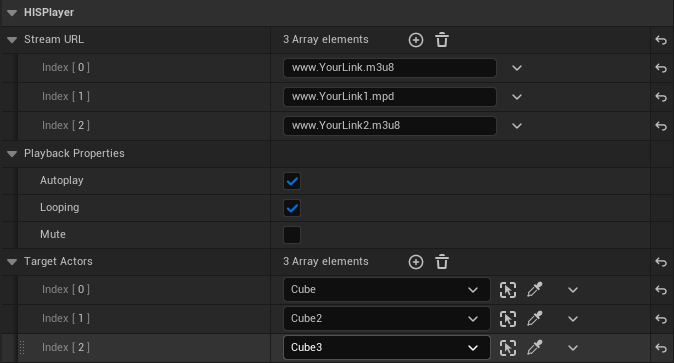 HISPlayer
Stream URL 3 Array elements
Index [ 0 ] www.YourLink.m3u8
Index [ 1 ] www.YourLink1.mpd
Index [ 2 ] www.YourLink2.m3u8
Playback Properties
Autoplay
Looping
Mute
Target Actors 3 Array elements
Index [ 0 ] Cube
Index [ 1 ] Cube2
Index [ 2 ] Cube3